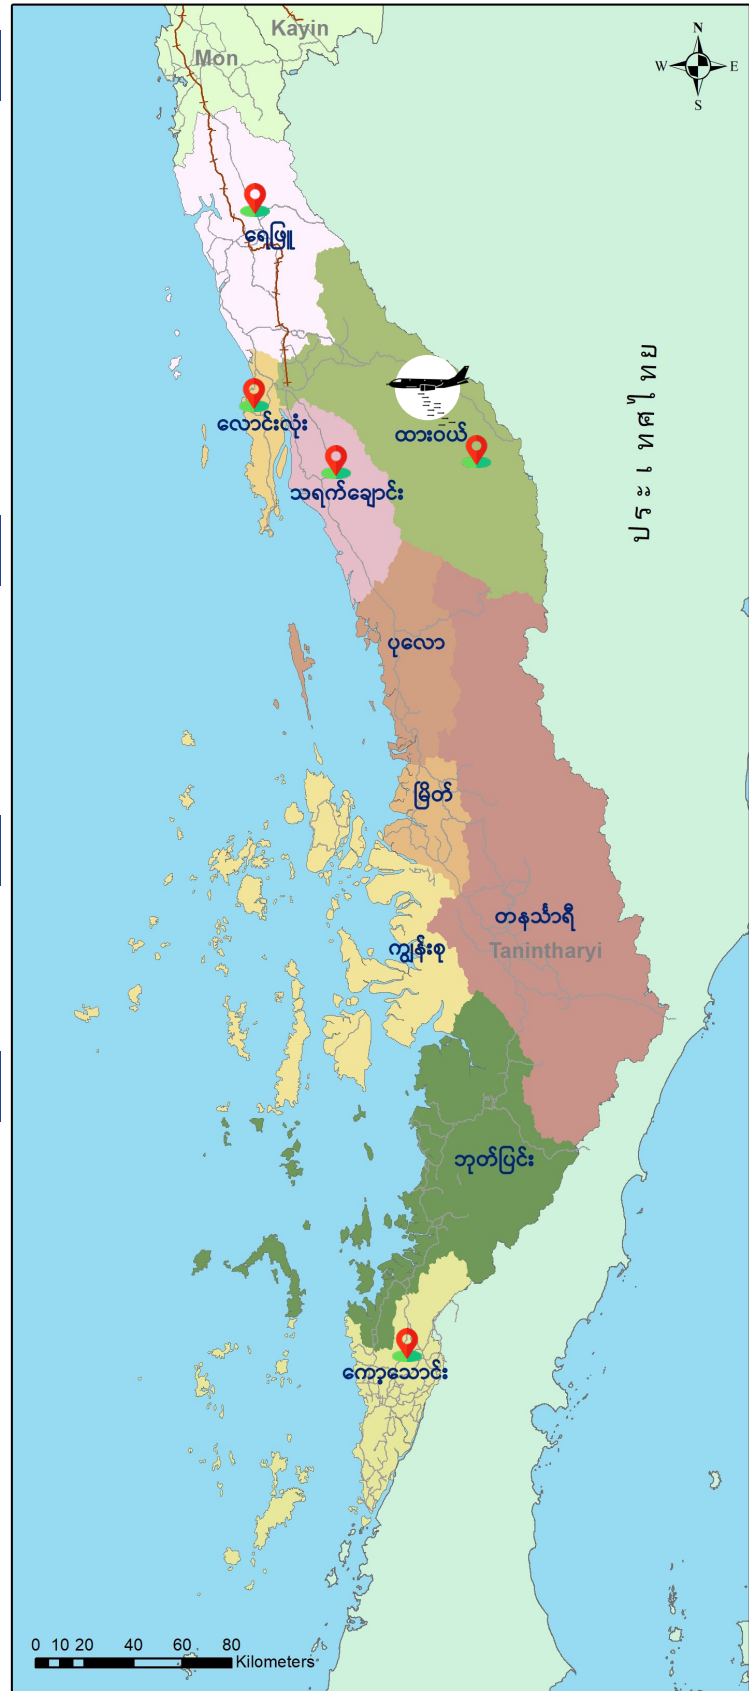 Kayin
Mon
N
W E
S
ရေဖြူ
ประเทศไทย
လောင်းလုံး
ထားဝယ်
သရက်ချောင်း
ပုလော
မြိတ်
တနင်္သာရီ
Tanintharyi
ကျွန်းစု
ဘုတ်ပြင်း
ကော့သောင်း
0 10 20 40 60 80
Kilometers